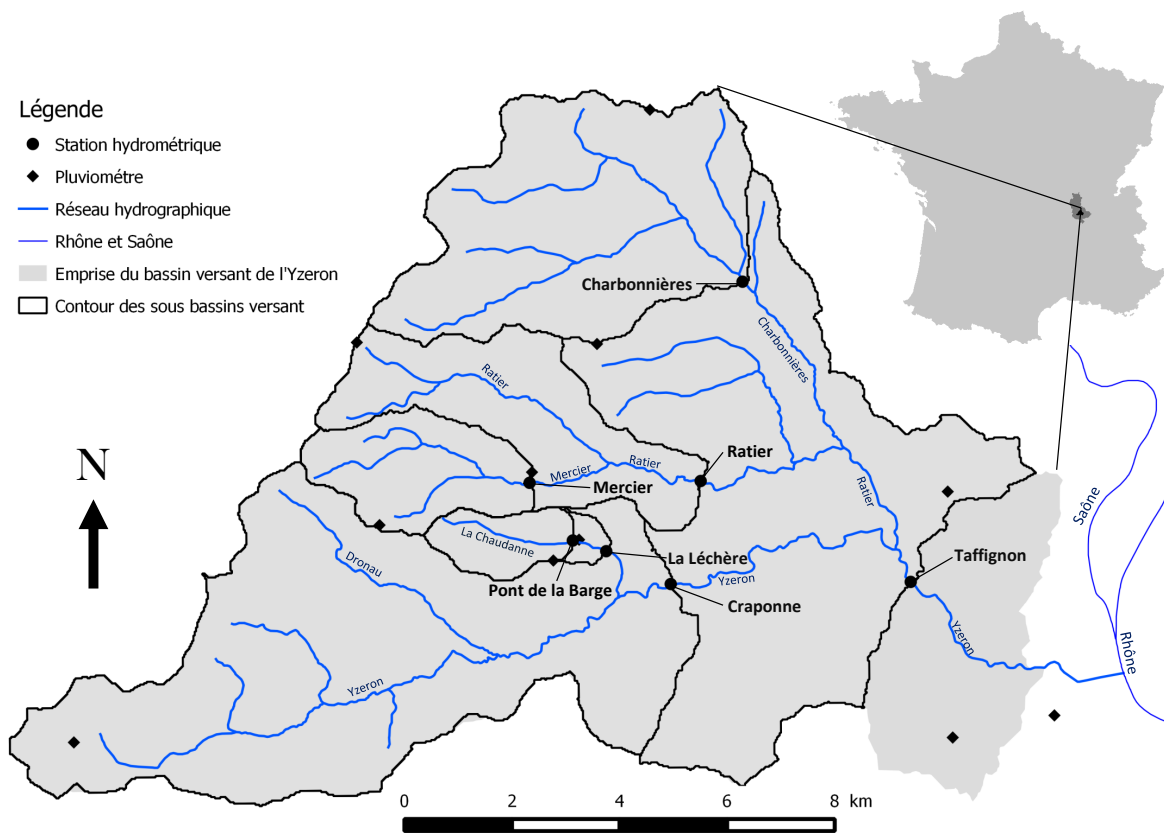 Légende
Station hydrométrique
Pluviométre
Réseau hydrographique
Rhône et Saône
Emprise du bassin versant de l'Yzeron
Contour des sous bassins versant
Charbonnières
Charbonnières
Ratier
Ratier
Ratier
Mercier
Mercier
N
Ratier
Saône
La Chaudanne
La Léchère
Taffignon
Dronau
Pont de la Barge
Yzeron
Craponne
Yzeron
Rhône
Yzeron
0 2 4 6 8 km